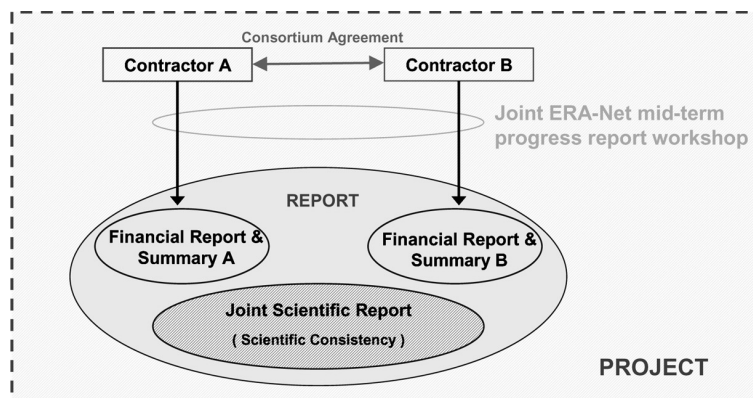 Consortium Agreement
Contractor A
Contractor B
Joint ERA-Net mid-term
progress report workshop
REPORT
Financial Report &
Summary A
Financial Report &
Summary B
Joint Scientific Report
( Scientific Consistency )
PROJECT